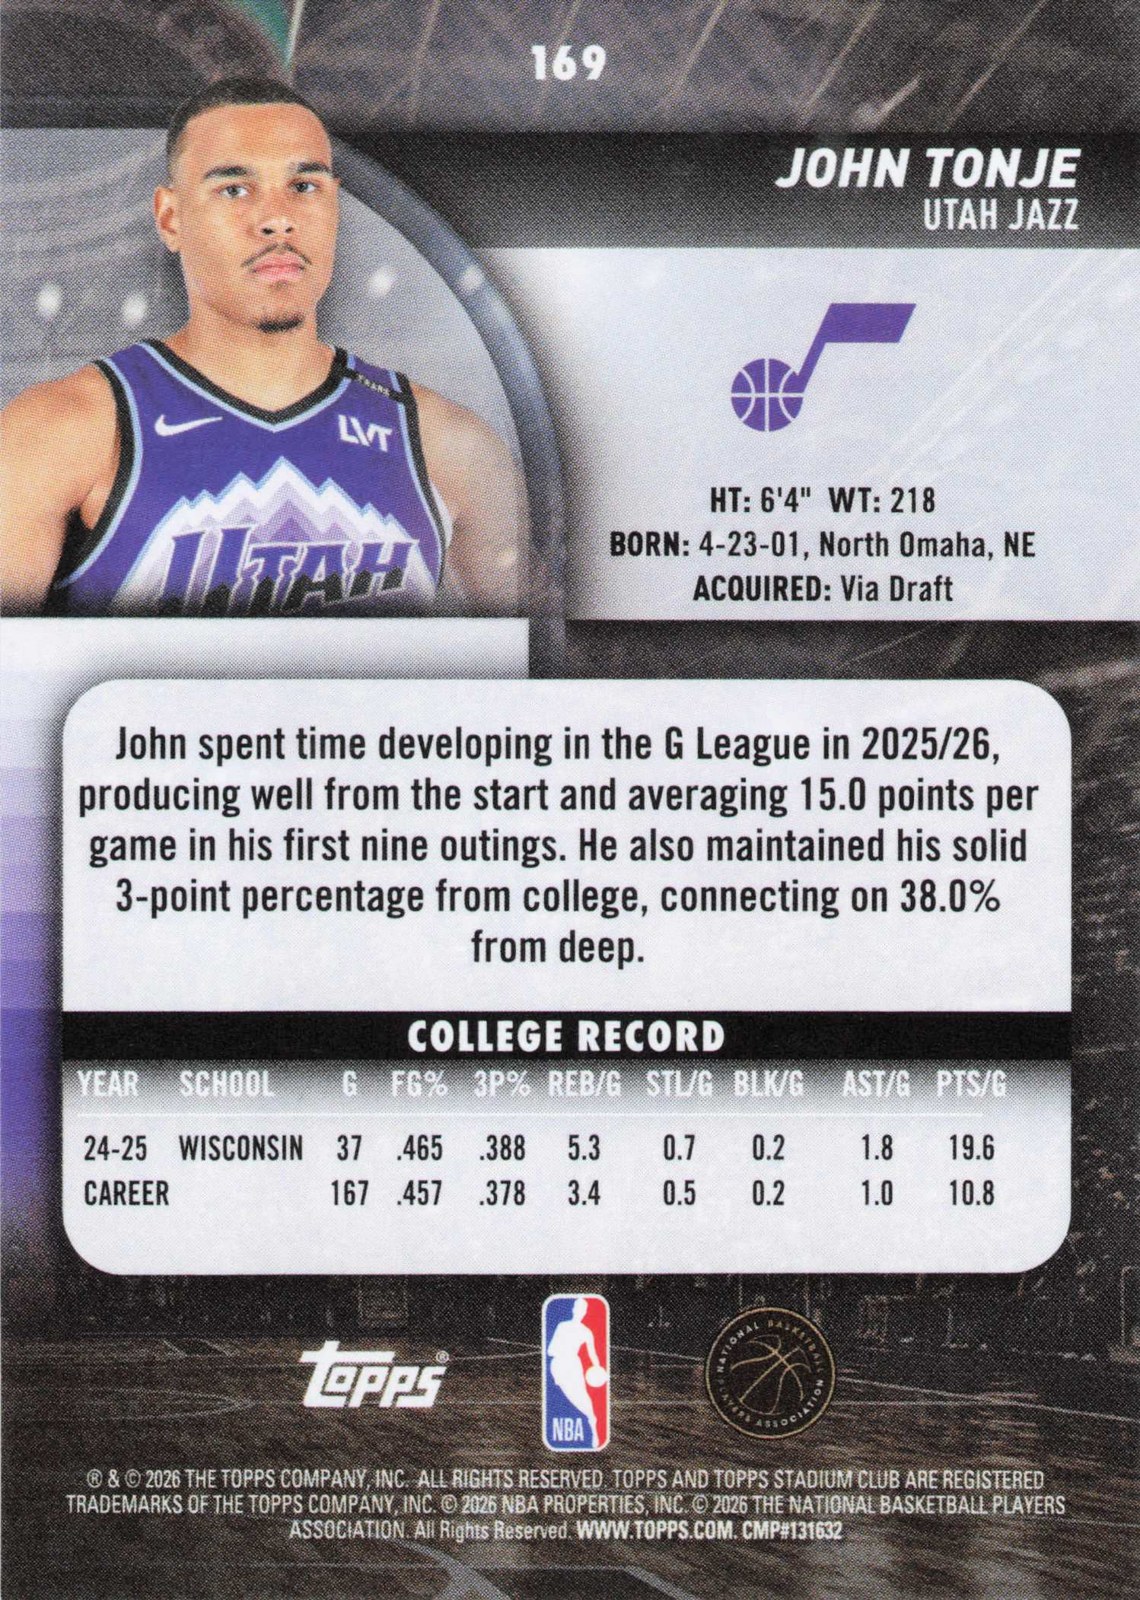 169
JOHN TONJE
UTAH JAZZ
TRANS
LVT
UTAH
HT: 6'4" WT: 218
BORN: 4-23-01, North Omaha, NE
ACQUIRED: Via Draft
John spent time developing in the G League in 2025/26,
producing well from the start and averaging 15.0 points per
game in his first nine outings. He also maintained his solid
3-point percentage from college, connecting on 38.0%
from deep.
COLLEGE RECORD
YEAR SCHOOL G FG% 3P% REB/G STL/G BLK/G AST/G PTS/G
24-25 WISCONSIN 37 .465 .388 5.3 0.7 0.2 1.8 19.6
CAREER 167 .457 .378 3.4 0.5 0.2 1.0 10.8
Topps®
NBA
NATIONAL BASKETBALL PLAYERS ASSOCIATION
® & © 2026 THE TOPPS COMPANY, INC. ALL RIGHTS RESERVED. TOPPS AND TOPPS STADIUM CLUB ARE REGISTERED
TRADEMARKS OF THE TOPPS COMPANY, INC. © 2026 NBA PROPERTIES, INC. © 2026 THE NATIONAL BASKETBALL PLAYERS
ASSOCIATION. All Rights Reserved. WWW.TOPPS.COM. CMP#131632